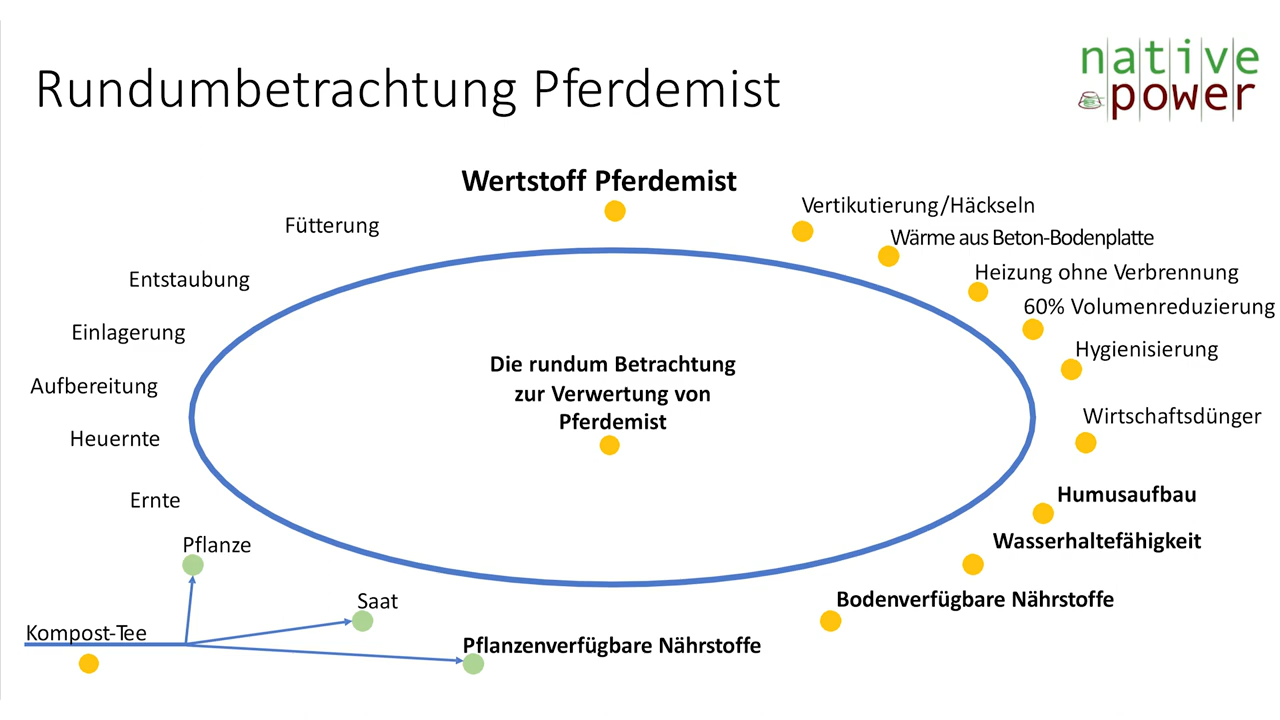 Rundumbetrachtung Pferdemist
native
power
Wertstoff Pferdemist
Vertikutierung/Häckseln
Wärme aus Beton-Bodenplatte
Heizung ohne Verbrennung
60% Volumenreduzierung
Hygienisierung
Wirtschaftsdünger
Humusaufbau
Wasserhaltefähigkeit
Bodenverfügbare Nährstoffe
Pflanzenverfügbare Nährstoffe
Saat
Kompost-Tee
Pflanze
Ernte
Heuernte
Aufbereitung
Einlagerung
Entstaubung
Fütterung
Die rundum Betrachtung
zur Verwertung von
Pferdemist